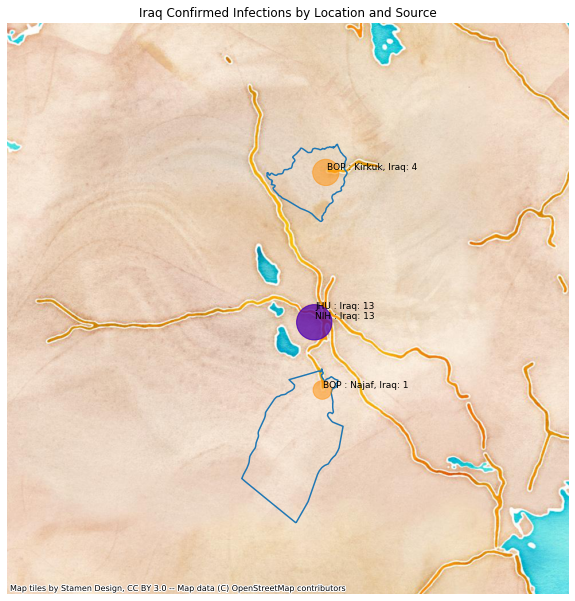 Iraq Confirmed Infections by Location and Source
BOP : Kirkuk, Iraq: 4
JHU : Iraq: 13
NIH : Iraq: 13
BOP : Najaf, Iraq: 1
Map tiles by Stamen Design, CC BY 3.0 -- Map data (C) OpenStreetMap contributors